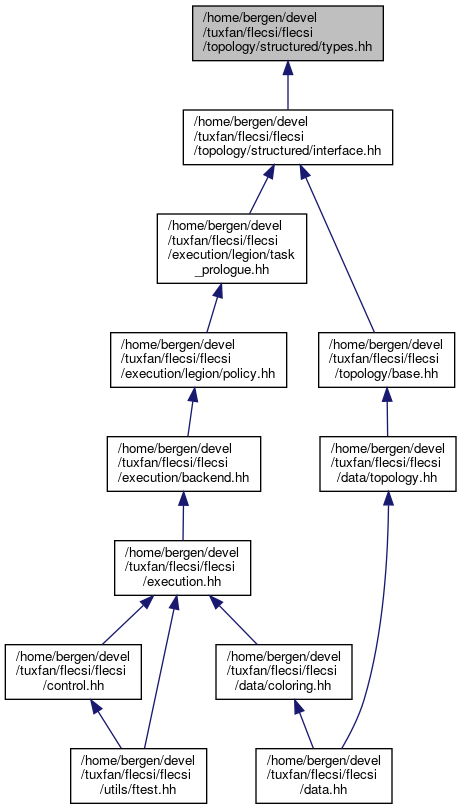 /home/bergen/devel
/tuxfan/flecsi/flecsi
/topology/structured/types.hh
/home/bergen/devel
/tuxfan/flecsi/flecsi
/topology/structured/interface.hh
/home/bergen/devel
/tuxfan/flecsi/flecsi
/execution/legion/task
_prologue.hh
/home/bergen/devel
/tuxfan/flecsi/flecsi
/execution/legion/policy.hh
/home/bergen/devel
/tuxfan/flecsi/flecsi
/topology/base.hh
/home/bergen/devel
/tuxfan/flecsi/flecsi
/execution/backend.hh
/home/bergen/devel
/tuxfan/flecsi/flecsi
/data/topology.hh
/home/bergen/devel
/tuxfan/flecsi/flecsi
/execution.hh
/home/bergen/devel
/tuxfan/flecsi/flecsi
/control.hh
/home/bergen/devel
/tuxfan/flecsi/flecsi
/data/coloring.hh
/home/bergen/devel
/tuxfan/flecsi/flecsi
/utils/ftest.hh
/home/bergen/devel
/tuxfan/flecsi/flecsi
/data.hh